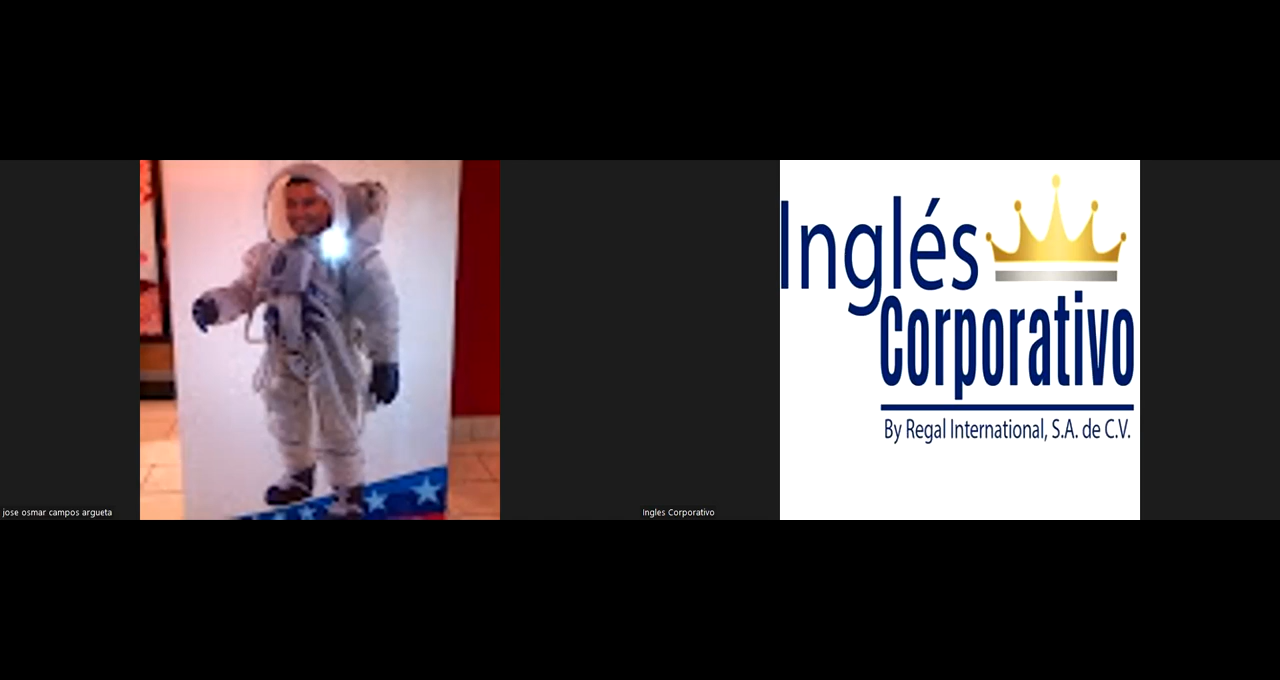 Inglés
Corporativo
By Regal International, S.A. de C.V.
jose osmar campos argueta
Ingles Corporativo